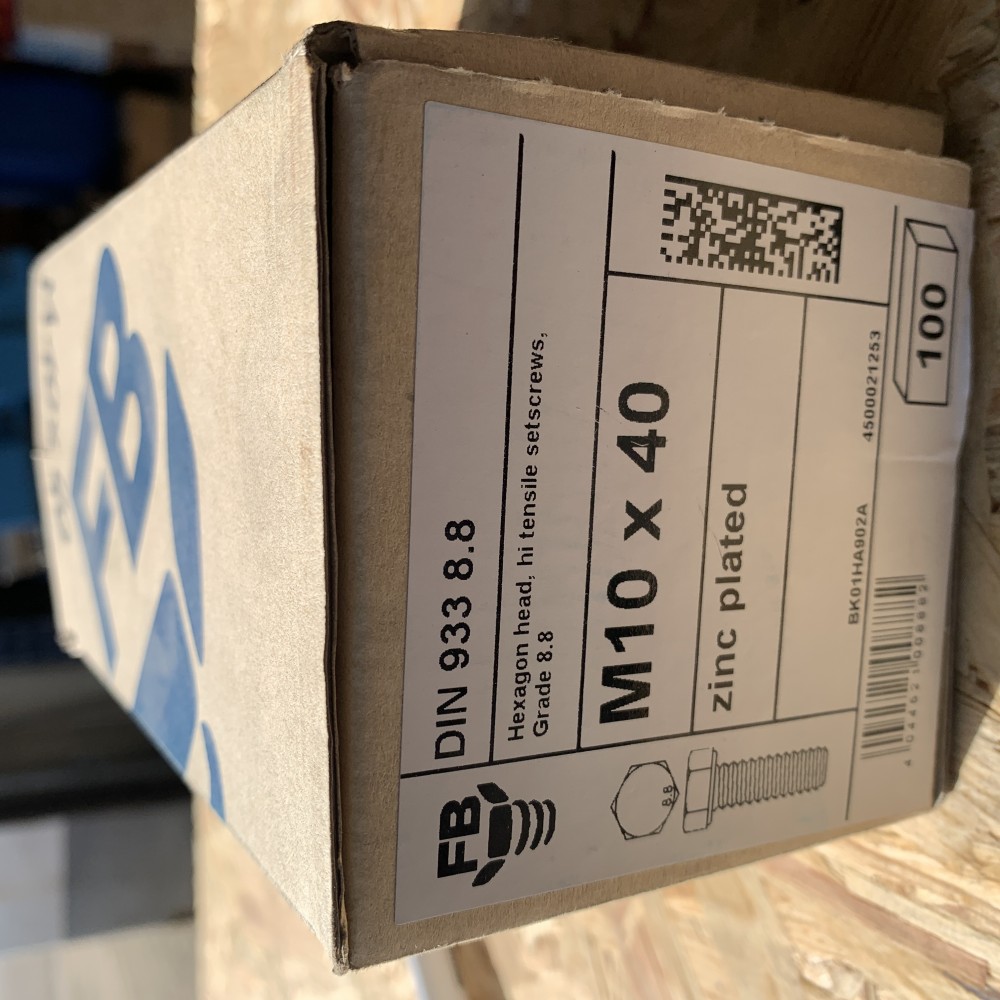 FB
DIN 933 8.8
Hexagon head, hi tensile setscrews,
Grade 8.8
M10 x 40
zinc plated
8.8
BK01HA902A
4500021253
100
FB